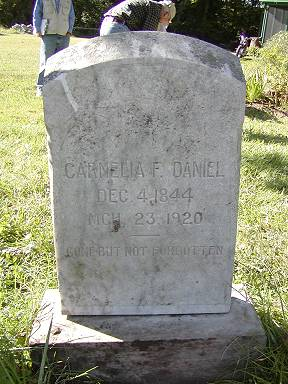 CARNELIA F. DANIEL
DEC. 4, 1844
MCH. 23, 1920
GONE BUT NOT FORGOTTEN